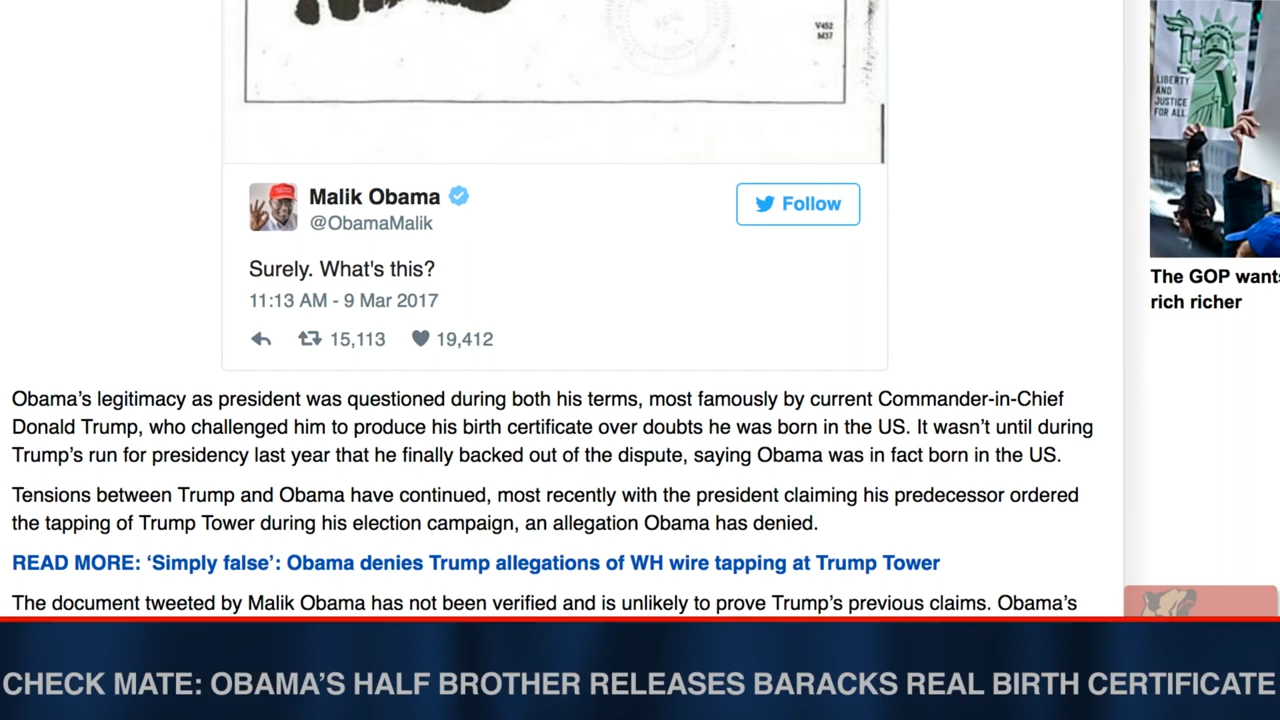 V452
M37
LIBERTY
AND
JUSTICE
FOR ALL
Malik Obama
@ObamaMalik
Follow
Surely. What's this?
11:13 AM - 9 Mar 2017
15,113 19,412
The GOP wants
rich richer
Obama’s legitimacy as president was questioned during both his terms, most famously by current Commander-in-Chief
Donald Trump, who challenged him to produce his birth certificate over doubts he was born in the US. It wasn’t until during
Trump’s run for presidency last year that he finally backed out of the dispute, saying Obama was in fact born in the US.
Tensions between Trump and Obama have continued, most recently with the president claiming his predecessor ordered
the tapping of Trump Tower during his election campaign, an allegation Obama has denied.
READ MORE: ‘Simply false’: Obama denies Trump allegations of WH wire tapping at Trump Tower
The document tweeted by Malik Obama has not been verified and is unlikely to prove Trump’s previous claims. Obama’s
CHECK MATE: OBAMA’S HALF BROTHER RELEASES BARACKS REAL BIRTH CERTIFICATE